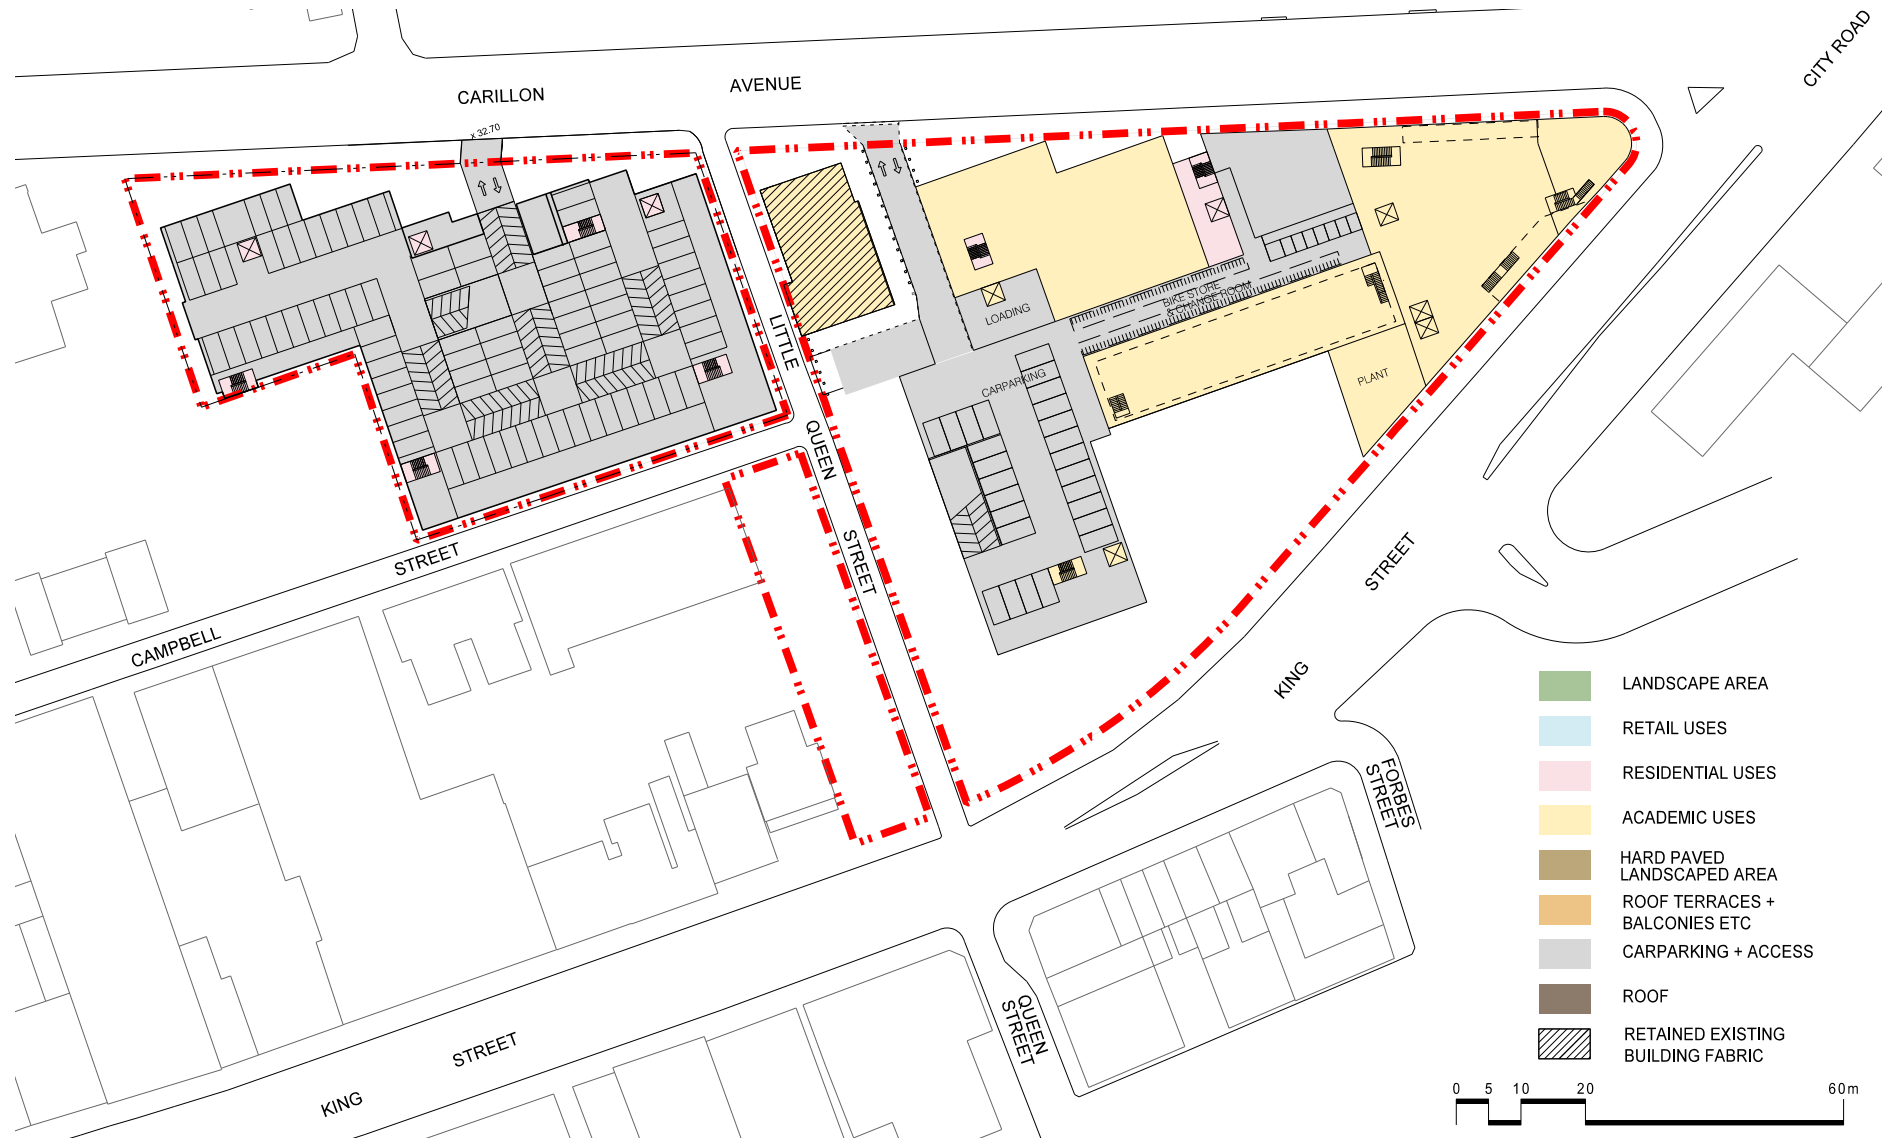 CITY ROAD
CARILLON
AVENUE
x 32.70
LITTLE
QUEEN
STREET
LOADING
BIKE STORE
& CHANGE ROOM
CARPARKING
PLANT
STREET
CAMPBELL
STREET
KING
FORBES
STREET
QUEEN
STREET
STREET
KING
LANDSCAPE AREA
RETAIL USES
RESIDENTIAL USES
ACADEMIC USES
HARD PAVED
LANDSCAPED AREA
ROOF TERRACES +
BALCONIES ETC
CARPARKING + ACCESS
ROOF
RETAINED EXISTING
BUILDING FABRIC
0 5 10 20 60m